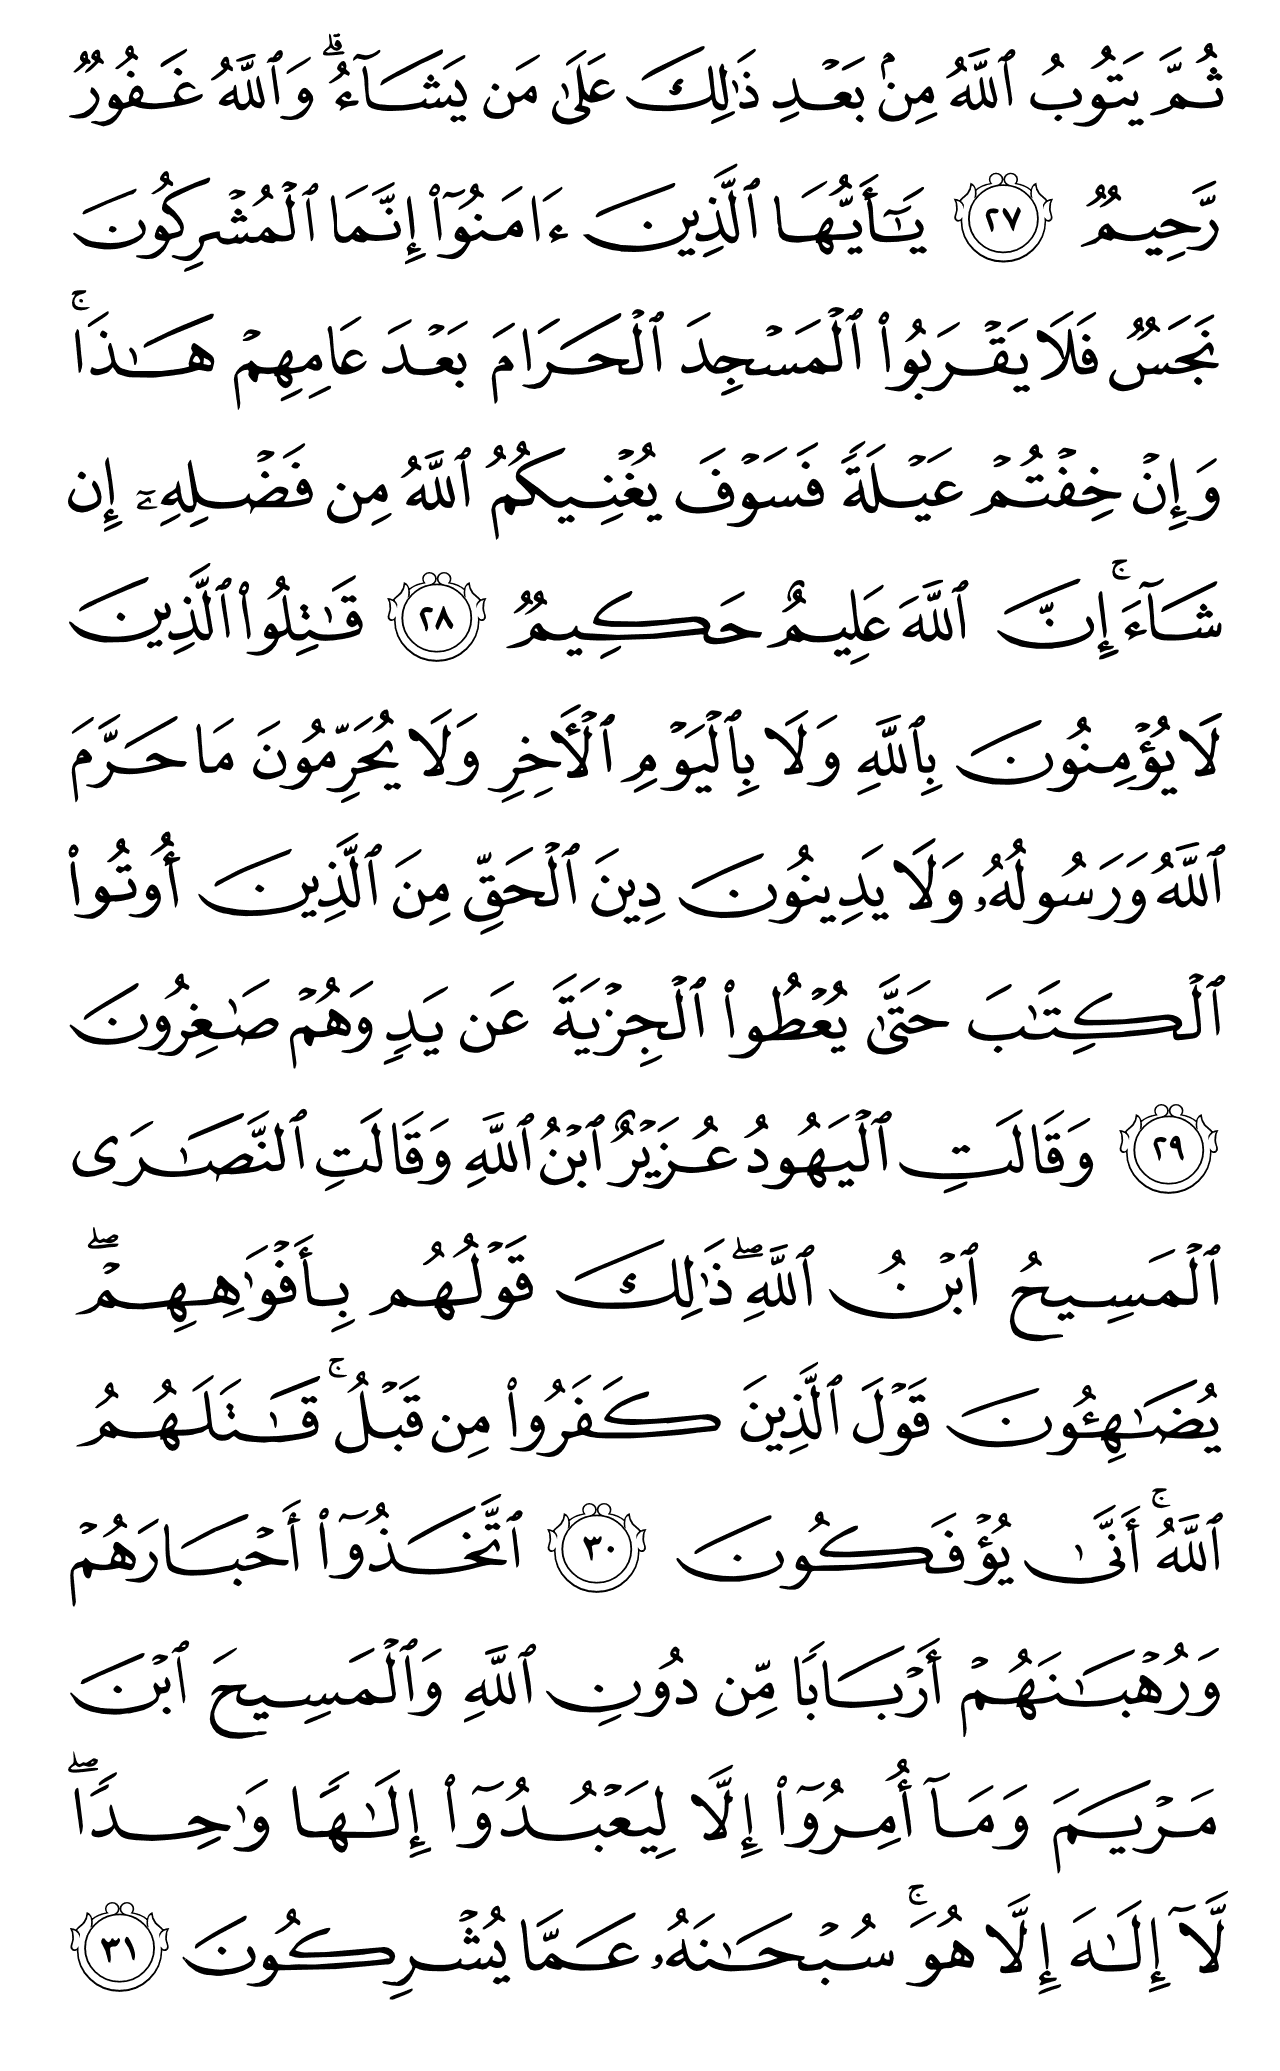 ثُمَّ يَتُوبُ ٱللَّهُ مِنۢ بَعۡدِ ذَٰلِكَ عَلَىٰ مَن يَشَآءُۗ وَٱللَّهُ غَفُورٞ
رَّحِيمٞ ٢٧ يَٰٓأَيُّهَا ٱلَّذِينَ ءَامَنُوٓاْ إِنَّمَا ٱلۡمُشۡرِكُونَ
نَجَسٞ فَلَا يَقۡرَبُواْ ٱلۡمَسۡجِدَ ٱلۡحَرَامَ بَعۡدَ عَامِهِمۡ هَٰذَاۚ
وَإِنۡ خِفۡتُمۡ عَيۡلَةٗ فَسَوۡفَ يُغۡنِيكُمُ ٱللَّهُ مِن فَضۡلِهِۦٓ إِن
شَآءَۚ إِنَّ ٱللَّهَ عَلِيمٌ حَكِيمٞ ٢٨ قَٰتِلُواْ ٱلَّذِينَ
لَا يُؤۡمِنُونَ بِٱللَّهِ وَلَا بِٱلۡيَوۡمِ ٱلۡأٓخِرِ وَلَا يُحَرِّمُونَ مَا حَرَّمَ
ٱللَّهُ وَرَسُولُهُۥ وَلَا يَدِينُونَ دِينَ ٱلۡحَقِّ مِنَ ٱلَّذِينَ أُوتُواْ
ٱلۡكِتَٰبَ حَتَّىٰ يُعۡطُواْ ٱلۡجِزۡيَةَ عَن يَدٖ وَهُمۡ صَٰغِرُونَ
٢٩ وَقَالَتِ ٱلۡيَهُودُ عُزَيۡرٌ ٱبۡنُ ٱللَّهِ وَقَالَتِ ٱلنَّصَٰرَى
ٱلۡمَسِيحُ ٱبۡنُ ٱللَّهِۖ ذَٰلِكَ قَوۡلُهُم بِأَفۡوَٰهِهِمۡۖ
يُضَٰهِـُٔونَ قَوۡلَ ٱلَّذِينَ كَفَرُواْ مِن قَبۡلُۚ قَٰتَلَهُمُ
ٱللَّهُۚ أَنَّىٰ يُؤۡفَكُونَ ٣٠ ٱتَّخَذُوٓاْ أَحۡبَارَهُمۡ
وَرُهۡبَٰنَهُمۡ أَرۡبَابٗا مِّن دُونِ ٱللَّهِ وَٱلۡمَسِيحَ ٱبۡنَ
مَرۡيَمَ وَمَآ أُمِرُوٓاْ إِلَّا لِيَعۡبُدُوٓاْ إِلَٰهٗا وَٰحِدٗاۖ
لَّآ إِلَٰهَ إِلَّا هُوَۚ سُبۡحَٰنَهُۥ عَمَّا يُشۡرِكُونَ ٣١